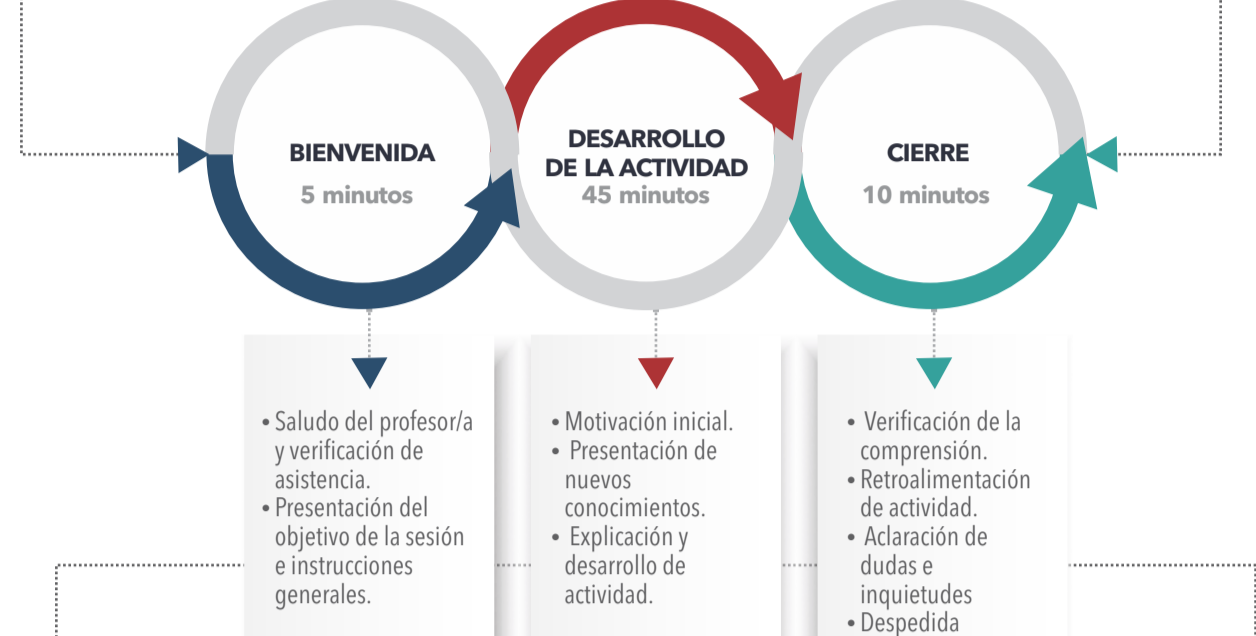 BIENVENIDA
5 minutos
DESARROLLO
DE LA ACTIVIDAD
45 minutos
CIERRE
10 minutos
• Saludo del profesor/a
y verificación de
asistencia.
• Presentación del
objetivo de la sesión
e instrucciones
generales.
• Motivación inicial.
• Presentación de
nuevos
conocimientos.
• Explicación y
desarrollo de
actividad.
• Verificación de la
comprensión.
• Retroalimentación
de actividad.
• Aclaración de
dudas e
inquietudes
• Despedida